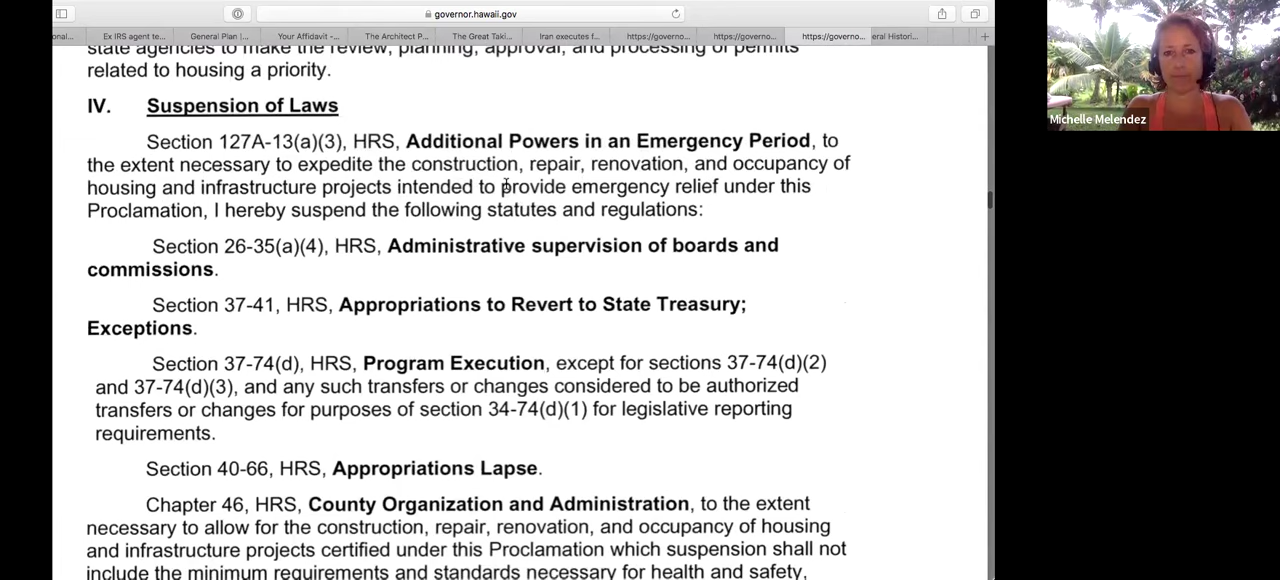 governor.hawaii.gov
onal...
Ex IRS agent te...
General Plan |...
Your Affidavit -...
The Architect P...
The Great Taki...
Iran executes f...
https://governo...
https://governo...
https://governo...
eral Histori...
state agencies to make the review, planning, approval, and processing of permits
related to housing a priority.
IV. Suspension of Laws
Section 127A-13(a)(3), HRS, Additional Powers in an Emergency Period, to
the extent necessary to expedite the construction, repair, renovation, and occupancy of
housing and infrastructure projects intended to provide emergency relief under this
Proclamation, I hereby suspend the following statutes and regulations:
Section 26-35(a)(4), HRS, Administrative supervision of boards and
commissions.
Section 37-41, HRS, Appropriations to Revert to State Treasury;
Exceptions.
Section 37-74(d), HRS, Program Execution, except for sections 37-74(d)(2)
and 37-74(d)(3), and any such transfers or changes considered to be authorized
transfers or changes for purposes of section 34-74(d)(1) for legislative reporting
requirements.
Section 40-66, HRS, Appropriations Lapse.
Chapter 46, HRS, County Organization and Administration, to the extent
necessary to allow for the construction, repair, renovation, and occupancy of housing
and infrastructure projects certified under this Proclamation which suspension shall not
include the minimum requirements and standards necessary for health and safety,
Michelle Melendez